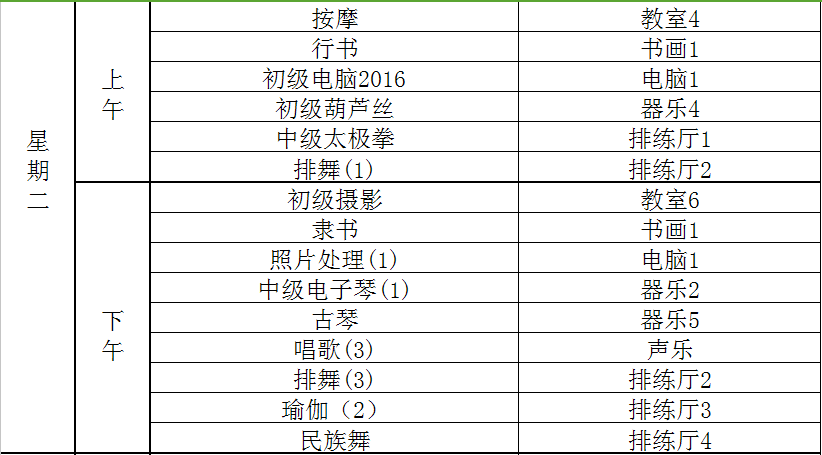 星期二
上午
按摩 教室4
行书 书画1
初级电脑2016 电脑1
初级葫芦丝 器乐4
中级太极拳 排练厅1
排舞(1) 排练厅2
下午
初级摄影 教室6
隶书 书画1
照片处理(1) 电脑1
中级电子琴(1) 器乐2
古琴 器乐5
唱歌(3) 声乐
排舞(3) 排练厅2
瑜伽（2） 排练厅3
民族舞 排练厅4